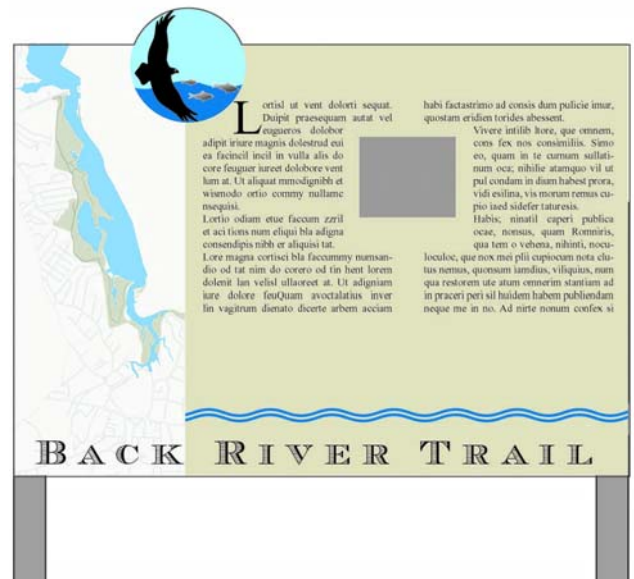 Lortisl ut vent dolorti sequat.
Duipit praesequam autat vel
eugueros dolobor
adipit iriure magnis dolestrud eui
ea facincil incil in vulla alis do
core feuguer iureet dolobore vent
lum at. Ut aliquat mmodignibh et
wismodo ortio commy nullame
nsequisi.
Lortio odiam etue faccum zzril
et aci tions num eliqui bla adigna
consendipis nibh er aliquisi tat.
Lore magna cortisci bla faccummy numsan-
dio od tat nim do corero od tin hent lorem
dolenit lan velisl ullaoreet at. Ut adigniam
iure dolore feuQuam avoctalatius inver
lin vagitrum dienato dicerte arbem acciam
habi factastrimo ad consis dum pulicie imur,
quostam eridien torides abessent.
Vivere intilib hore, que omnem,
cons fex nos consimiliis. Simo
eo, quam in te curnum sullati-
num oca; nihilie atamquo vil ut
pul condam in dium habest prora,
vidi esilina, vis morum remus cu-
pio iaed sidefer taturesis.
Habis; ninatil caperi publica
ocae, nonsus, quam Romniris,
qua tem o vehena, nihinti, nocu-
loculoc, que nox mei plii cupiocum nota clu-
tus nemus, quonsum iamdius, viliquius, num
qua restorem ute atum omnerim stantiam ad
in praceri peri sil huidem habem publiendam
neque me in no. Ad nirte nonum confex si
BACK RIVER TRAIL